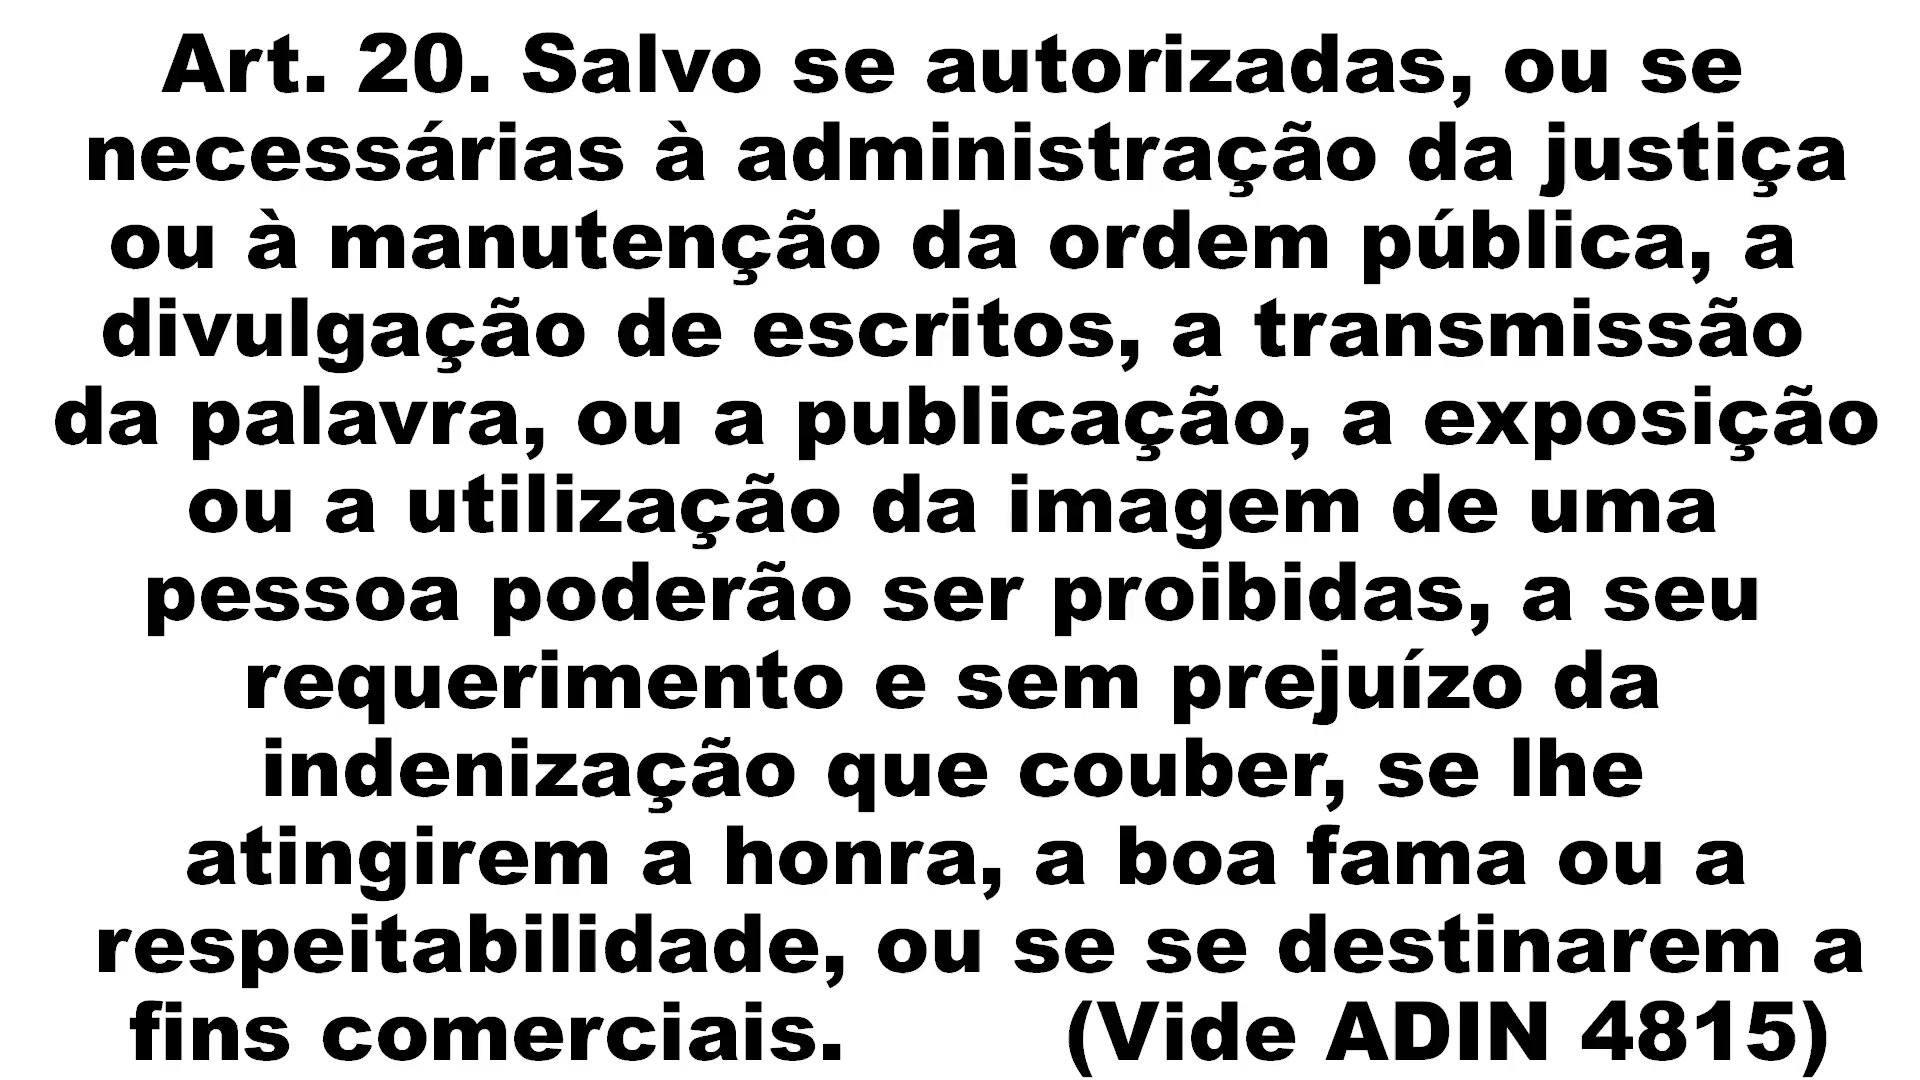 Art. 20. Salvo se autorizadas, ou se
necessárias à administração da justiça
ou à manutenção da ordem pública, a
divulgação de escritos, a transmissão
da palavra, ou a publicação, a exposição
ou a utilização da imagem de uma
pessoa poderão ser proibidas, a seu
requerimento e sem prejuízo da
indenização que couber, se lhe
atingirem a honra, a boa fama ou a
respeitabilidade, ou se se destinarem a
fins comerciais. (Vide ADIN 4815)